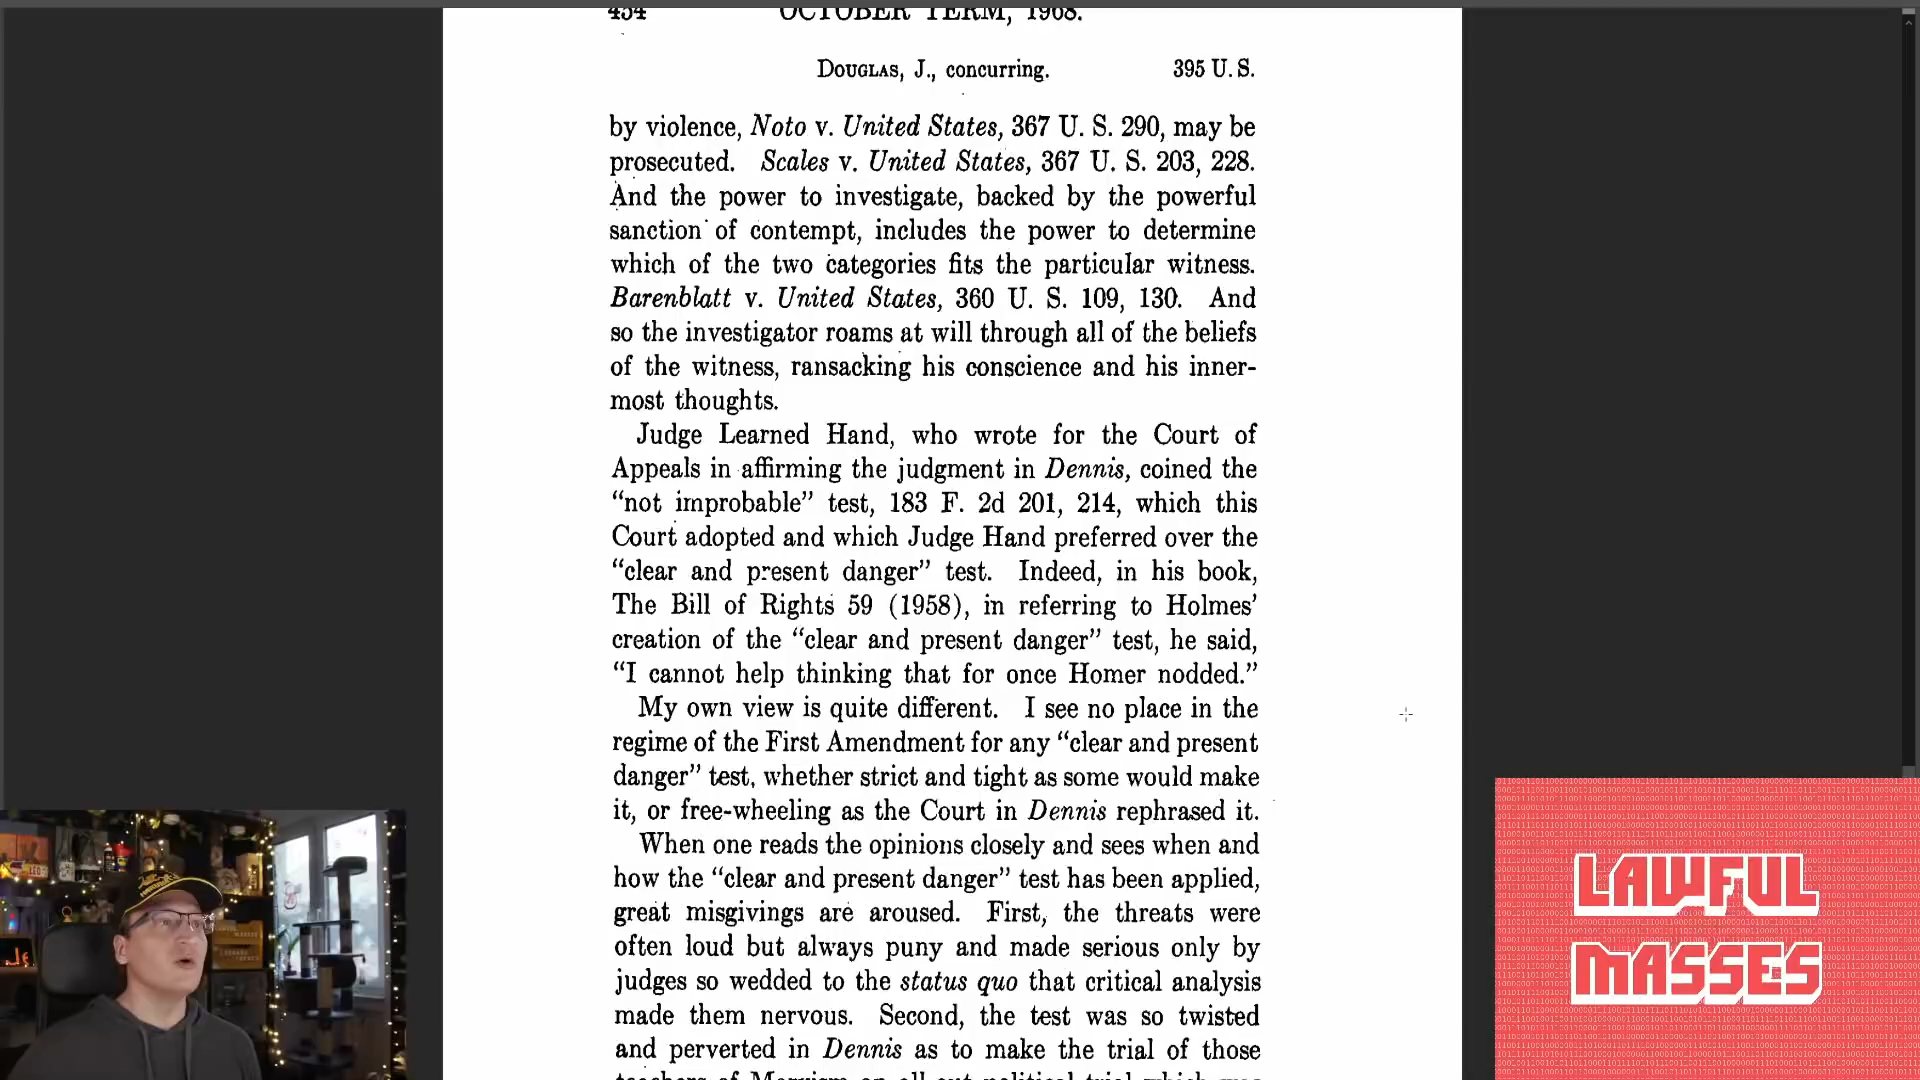 454 OCTOBER TERM, 1968.
DOUGLAS, J., concurring. 395 U. S.
by violence, Noto v. United States, 367 U. S. 290, may be
prosecuted. Scales v. United States, 367 U. S. 203, 228.
And the power to investigate, backed by the powerful
sanction of contempt, includes the power to determine
which of the two categories fits the particular witness.
Barenblatt v. United States, 360 U. S. 109, 130. And
so the investigator roams at will through all of the beliefs
of the witness, ransacking his conscience and his inner-
most thoughts.
Judge Learned Hand, who wrote for the Court of
Appeals in affirming the judgment in Dennis, coined the
“not improbable” test, 183 F. 2d 201, 214, which this
Court adopted and which Judge Hand preferred over the
“clear and present danger” test. Indeed, in his book,
The Bill of Rights 59 (1958), in referring to Holmes’
creation of the “clear and present danger” test, he said,
“I cannot help thinking that for once Homer nodded.”
My own view is quite different. I see no place in the
regime of the First Amendment for any “clear and present
danger” test, whether strict and tight as some would make
it, or free-wheeling as the Court in Dennis rephrased it.
When one reads the opinions closely and sees when and
how the “clear and present danger” test has been applied,
great misgivings are aroused. First, the threats were
often loud but always puny and made serious only by
judges so wedded to the status quo that critical analysis
made them nervous. Second, the test was so twisted
and perverted in Dennis as to make the trial of those
LAWFUL
MASSES